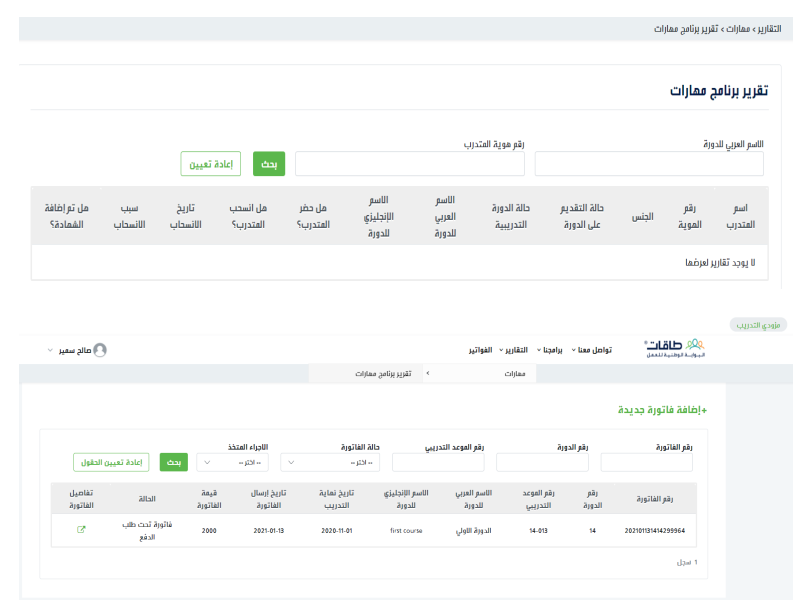 التقارير > مهارات > تقرير برنامج مهارات
تقرير برنامج مهارات
الاسم العربي للدورة
رقم هوية المتدرب
بحث
إعادة تعيين
اسم المتدرب
رقم الهوية
الجنس
حالة التقديم على الدورة
حالة الدورة التدريبية
الاسم العربي للدورة
الاسم الإنجليزي للدورة
هل حضر المتدرب؟
هل انسحب المتدرب؟
تاريخ الانسحاب
سبب الانسحاب
هل تم إضافة الشهادة؟
لا يوجد تقارير لعرضها
مزودي التدريب
طاقات
البوابة الوطنية للعمل
تواصل معنا
برامجنا
التقارير
الفواتير
صالح سمير
مهارات
تقرير برنامج مهارات
+إضافة فاتورة جديدة
رقم الفاتورة
رقم الدورة
رقم الموعد التدريبي
حالة الفاتورة
الاجراء المتخذ
-- اختر --
-- اختر --
بحث
إعادة تعيين الحقول
رقم الفاتورة
رقم الدورة
رقم الموعد التدريبي
الاسم العربي للدورة
الاسم الإنجليزي للدورة
تاريخ نهاية التدريب
تاريخ إرسال الفاتورة
قيمة الفاتورة
الحالة
تفاصيل الفاتورة
202101131414299964
14
14-013
الدورة الاولي
first course
2020-11-01
2021-01-13
2000
فاتورة تحت طلب الدفع
1 سجل